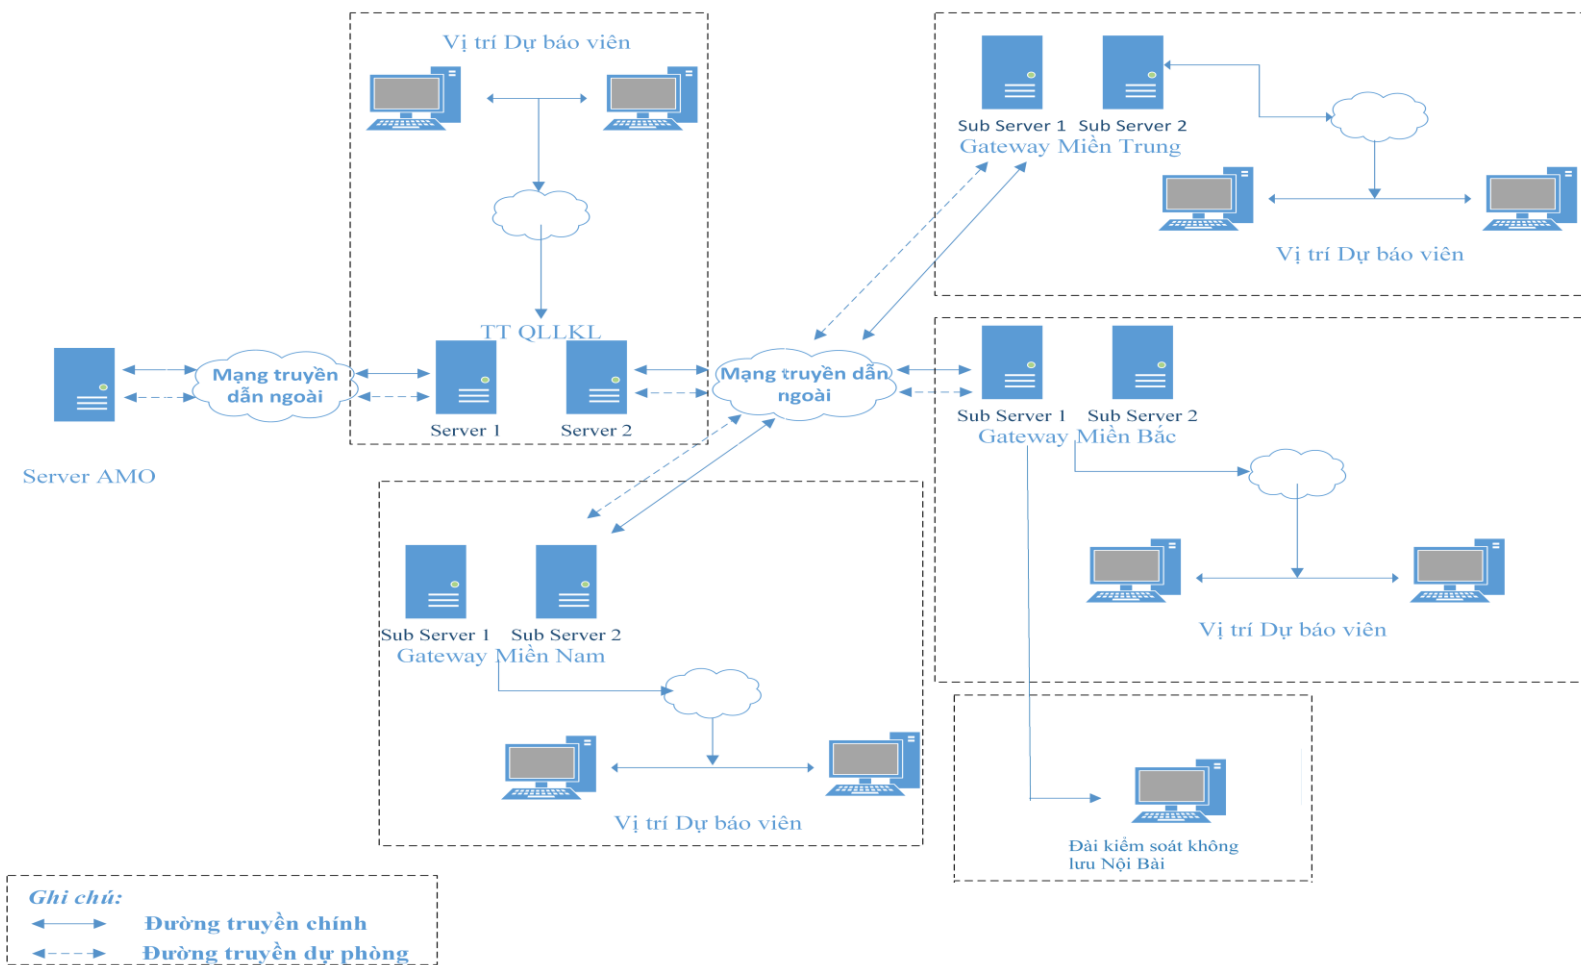 Vị trí Dự báo viên
TT QLLKL
Server 1
Server 2
Mạng truyền
dẫn ngoài
Server AMO
Mạng truyền dẫn
ngoài
Sub Server 1
Sub Server 2
Gateway Miền Trung
Vị trí Dự báo viên
Sub Server 1
Sub Server 2
Gateway Miền Bắc
Vị trí Dự báo viên
Sub Server 1
Sub Server 2
Gateway Miền Nam
Vị trí Dự báo viên
Đài kiểm soát không
lưu Nội Bài
Ghi chú:
Đường truyền chính
Đường truyền dự phòng